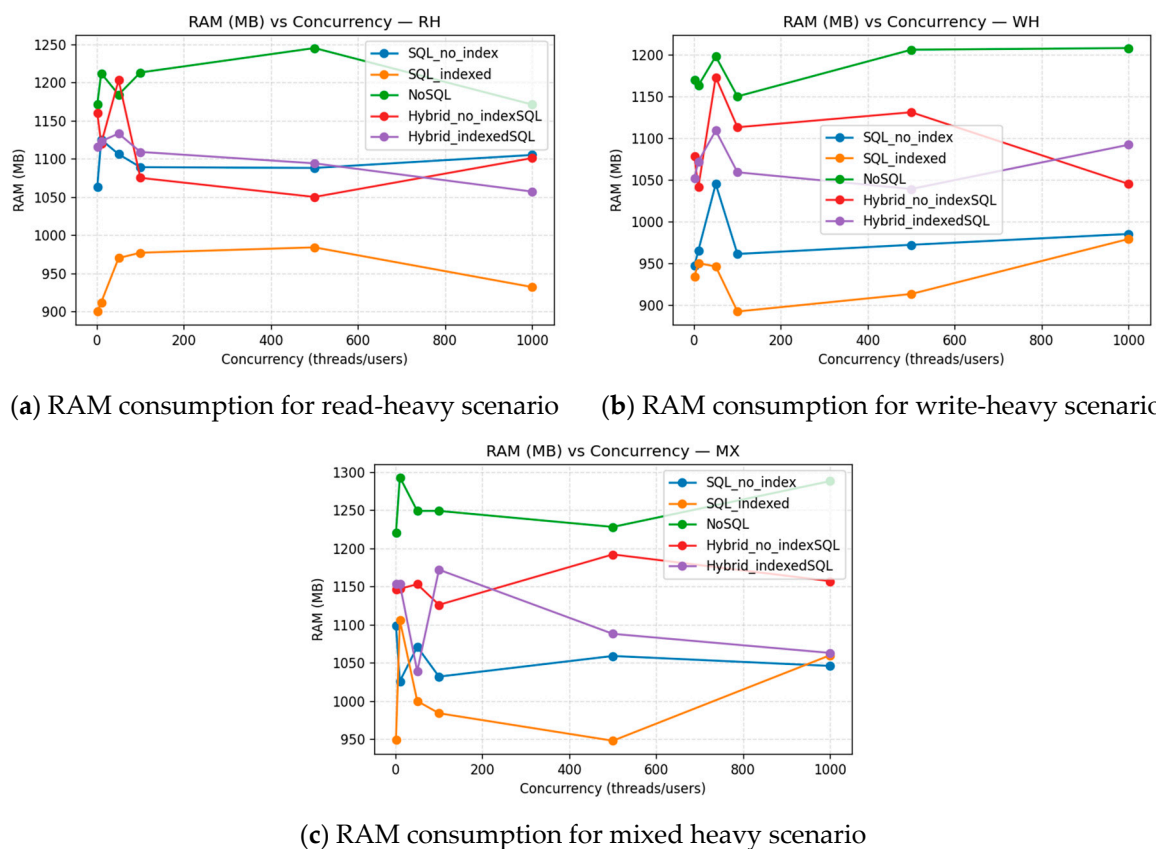 RAM (MB) vs Concurrency — RH
1250
1200
1150
1100
1050
1000
950
900
RAM (MB)
SQL_no_index
SQL_indexed
NoSQL
Hybrid_no_indexSQL
Hybrid_indexedSQL
0 200 400 600 800 1000
Concurrency (threads/users)
(a) RAM consumption for read-heavy scenario
RAM (MB) vs Concurrency — WH
1200
1150
1100
1050
1000
950
900
RAM (MB)
SQL_no_index
SQL_indexed
NoSQL
Hybrid_no_indexSQL
Hybrid_indexedSQL
0 200 400 600 800 1000
Concurrency (threads/users)
(b) RAM consumption for write-heavy scenario
RAM (MB) vs Concurrency — MX
1300
1250
1200
1150
1100
1050
1000
950
RAM (MB)
SQL_no_index
SQL_indexed
NoSQL
Hybrid_no_indexSQL
Hybrid_indexedSQL
0 200 400 600 800 1000
Concurrency (threads/users)
(c) RAM consumption for mixed heavy scenario